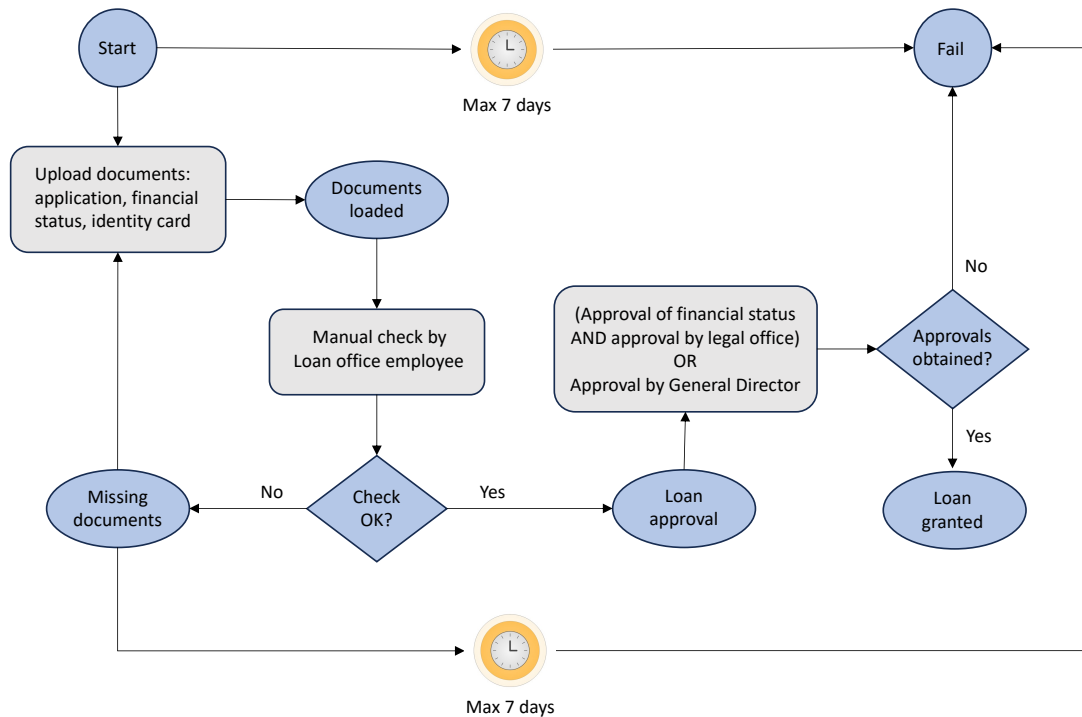 Start
Fail
Max 7 days
Upload documents:
application, financial
status, identity card
Documents
loaded
No
(Approval of financial status
AND approval by legal office)
OR
Approval by General Director
Approvals
obtained?
Manual check by
Loan office employee
Yes
Missing
documents
No
Check
OK?
Yes
Loan
approval
Loan
granted
Max 7 days